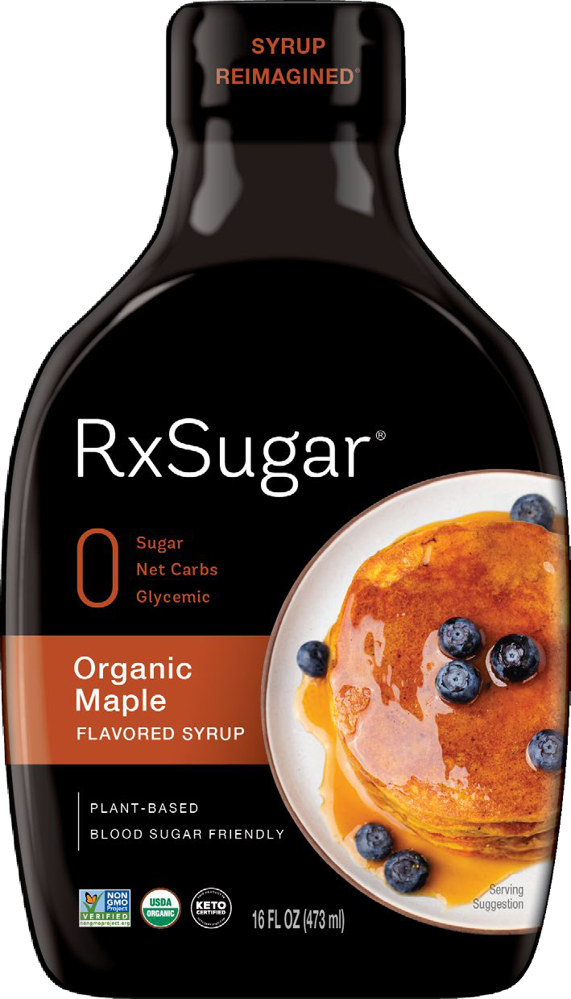 SYRUP
REIMAGINED®
RxSugar®
0
Sugar
Net Carbs
Glycemic
Organic
Maple
FLAVORED SYRUP
PLANT-BASED
BLOOD SUGAR FRIENDLY
NON
GMO
Project
VERIFIED
nongmoproject.org
USDA
ORGANIC
KETO
CERTIFIED
16 FL OZ (473 ml)
Serving
Suggestion